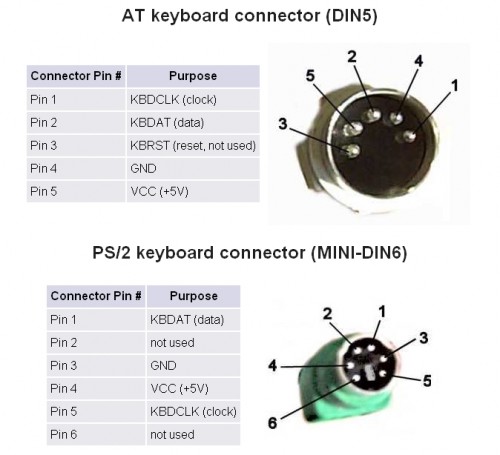 AT keyboard connector (DIN5)
Connector Pin # Purpose
Pin 1 KBDCLK (clock)
Pin 2 KBDAT (data)
Pin 3 KBRST (reset, not used)
Pin 4 GND
Pin 5 VCC (+5V)
2 4
5 1
3
PS/2 keyboard connector (MINI-DIN6)
Connector Pin # Purpose
Pin 1 KBDAT (data)
Pin 2 not used
Pin 3 GND
Pin 4 VCC (+5V)
Pin 5 KBDCLK (clock)
Pin 6 not used
2 1
3
4
5
6